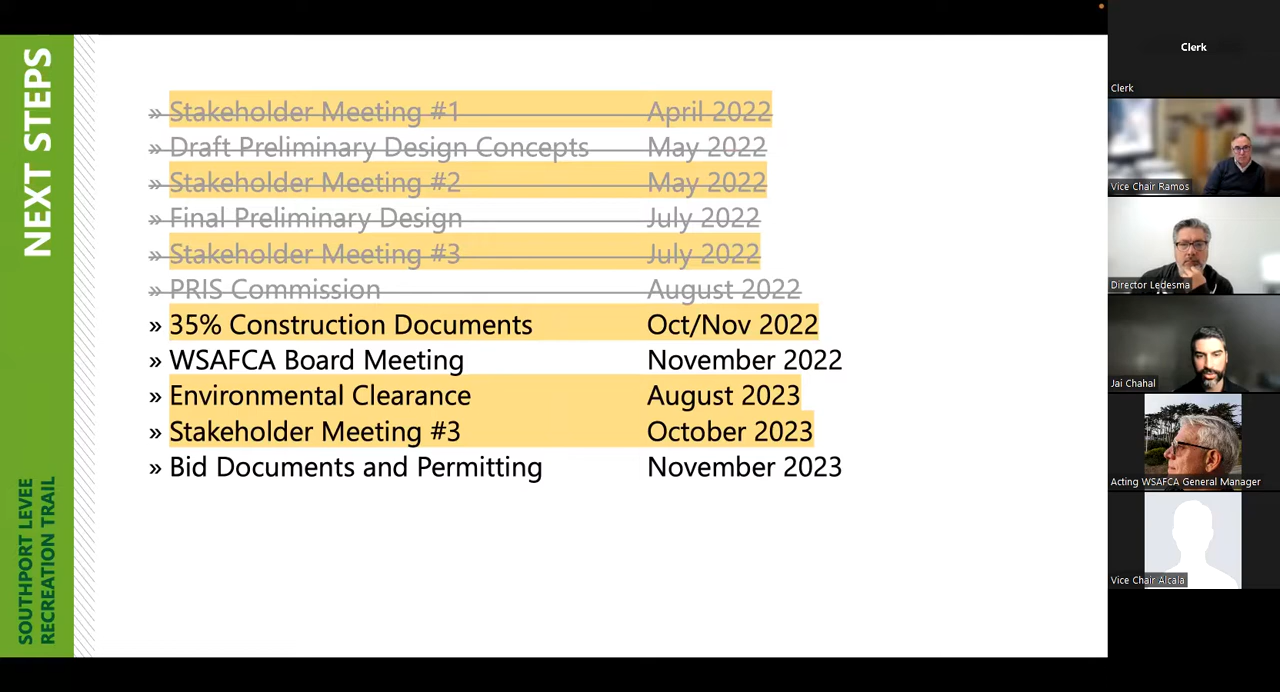 NEXT STEPS
SOUTHPORT LEVEE
RECREATION TRAIL
» Stakeholder Meeting #1 April 2022
» Draft Preliminary Design Concepts May 2022
» Stakeholder Meeting #2 May 2022
» Final Preliminary Design July 2022
» Stakeholder Meeting #3 July 2022
» PRIS Commission August 2022
» 35% Construction Documents Oct/Nov 2022
» WSAFCA Board Meeting November 2022
» Environmental Clearance August 2023
» Stakeholder Meeting #3 October 2023
» Bid Documents and Permitting November 2023
Clerk
Clerk
Vice Chair Ramos
Director Ledesma
Jai Chahal
Acting WSAFCA General Manager
Vice Chair Alcala